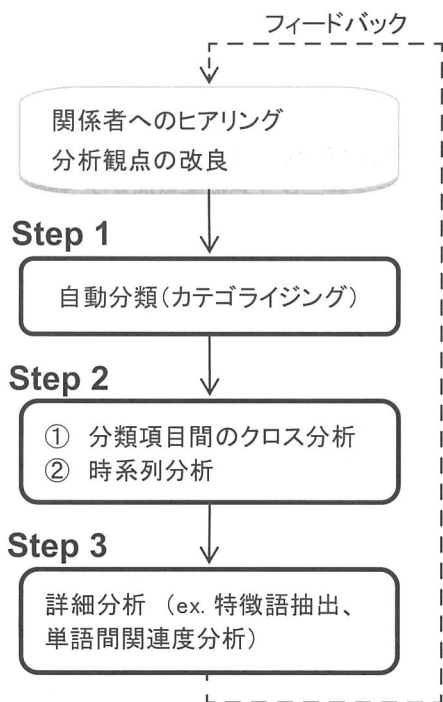 フィードバック
関係者へのヒアリング
分析観点の改良
Step 1
自動分類(カテゴライジング)
Step 2
① 分類項目間のクロス分析
② 時系列分析
Step 3
詳細分析 (ex. 特徴語抽出、
単語間関連度分析)